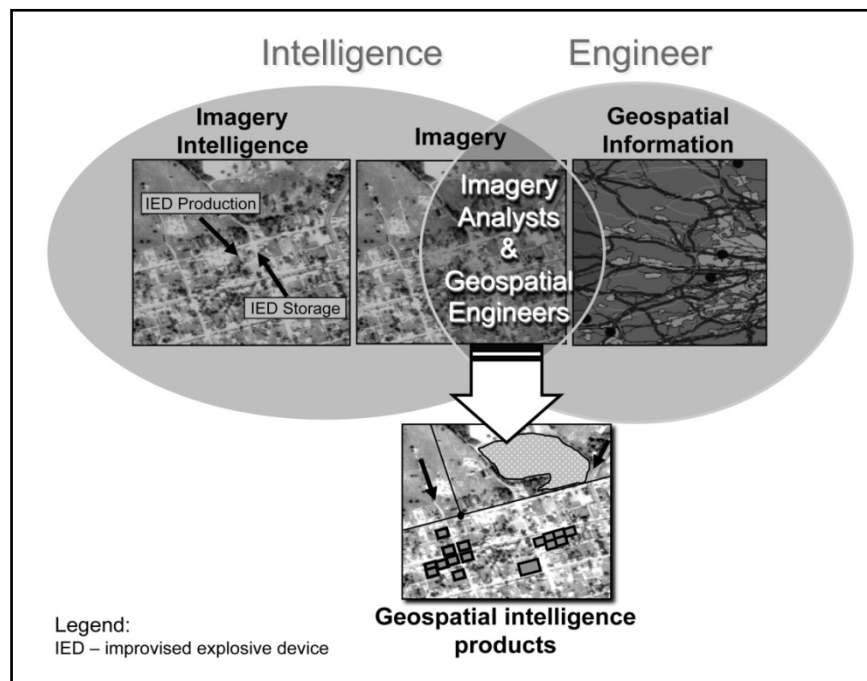 Intelligence
Engineer
Imagery
Intelligence
Imagery
Geospatial
Information
IED Production
IED Storage
Imagery
Analysts
&
Geospatial
Engineers
Geospatial intelligence
products
Legend:
IED – improvised explosive device